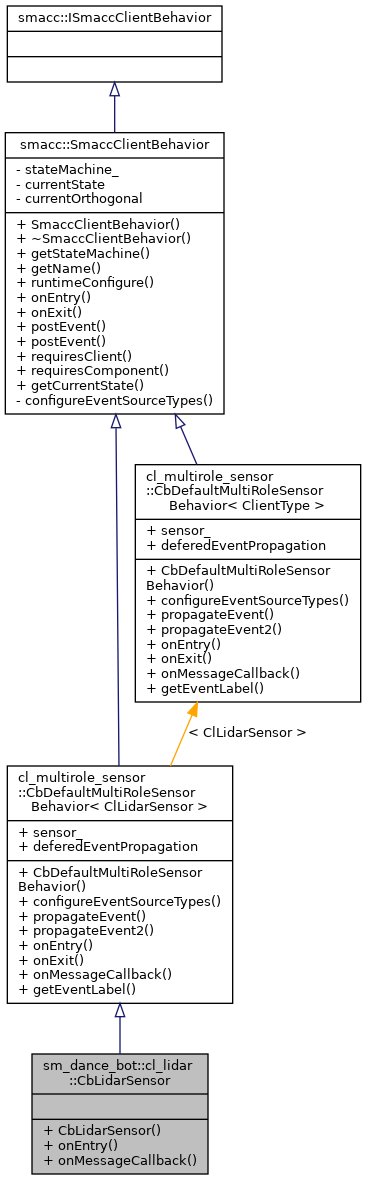 smacc::ISmaccClientBehavior
smacc::SmaccClientBehavior
- stateMachine_
- currentState
- currentOrthogonal
+ SmaccClientBehavior()
+ ~SmaccClientBehavior()
+ getStateMachine()
+ getName()
+ runtimeConfigure()
+ onEntry()
+ onExit()
+ postEvent()
+ postEvent()
+ requiresClient()
+ requiresComponent()
+ getCurrentState()
- configureEventSourceTypes()
cl_multirole_sensor
::CbDefaultMultiRoleSensor
Behavior< ClientType >
+ sensor_
+ deferedEventPropagation
+ CbDefaultMultiRoleSensor
Behavior()
+ configureEventSourceTypes()
+ propagateEvent()
+ propagateEvent2()
+ onEntry()
+ onExit()
+ onMessageCallback()
+ getEventLabel()
< ClLidarSensor >
cl_multirole_sensor
::CbDefaultMultiRoleSensor
Behavior< ClLidarSensor >
+ sensor_
+ deferedEventPropagation
+ CbDefaultMultiRoleSensor
Behavior()
+ configureEventSourceTypes()
+ propagateEvent()
+ propagateEvent2()
+ onEntry()
+ onExit()
+ onMessageCallback()
+ getEventLabel()
sm_dance_bot::cl_lidar
::CbLidarSensor
+ CbLidarSensor()
+ onEntry()
+ onMessageCallback()